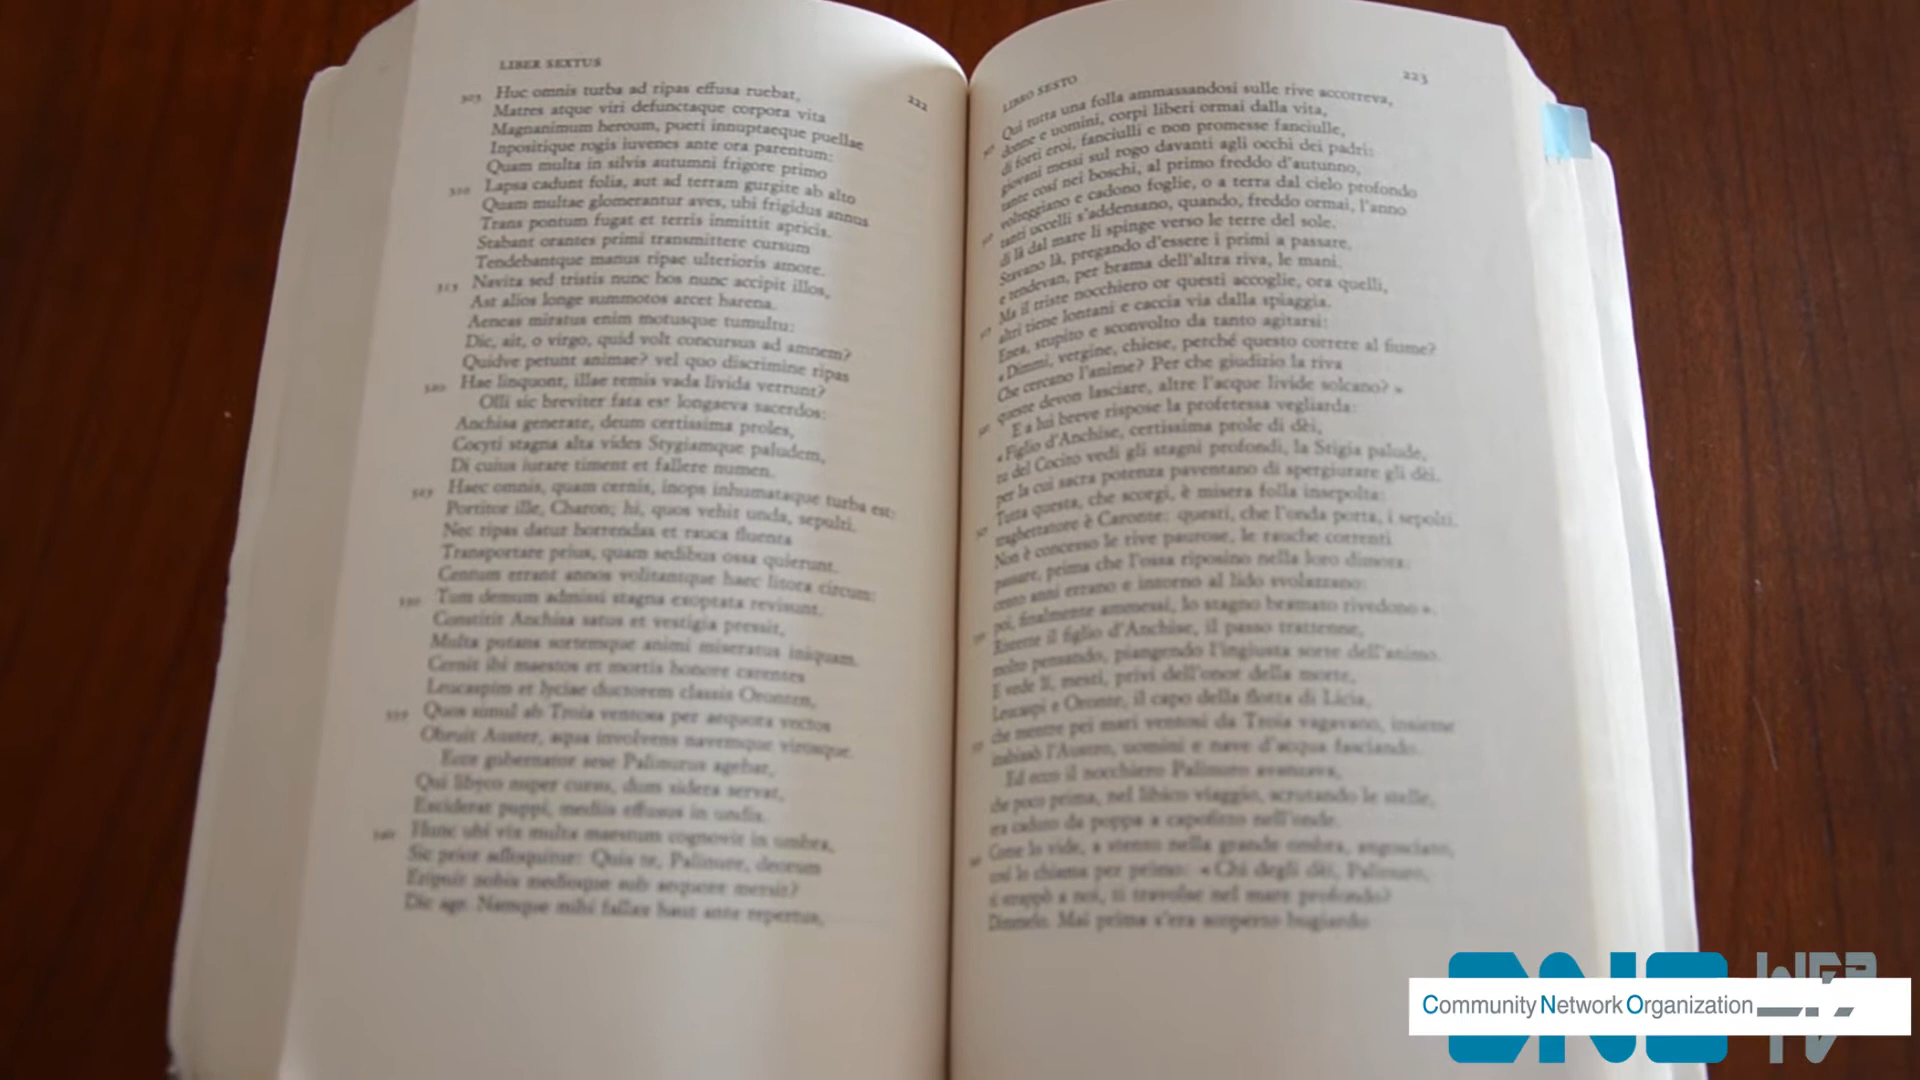 LIBER SEXTUS
222
305 Huc omnis turba ad ripas effusa ruebat,
Matres atque viri defunctaque corpora vita
Magnanimum heroum, pueri innuptaeque puellae
Inpositique rogis iuvenes ante ora parentum:
Quam multa in silvis autumni frigore primo
310 Lapsa cadunt folia, aut ad terram gurgite ab alto
Quam multae glomerantur aves, ubi frigidus annus
Trans pontum fugat et terris inmittit apricis.
Stabant orantes primi transmittere cursum
Tendebantque manus ripae ulterioris amore.
315 Navita sed tristis nunc hos nunc accipit illos,
Ast alios longe summotos arcet harena.
Aeneas miratus enim motusque tumultu:
Dic, ait, o virgo, quid volt concursus ad amnem?
Quidve petunt animae? vel quo discrimine ripas
320 Hae linquont, illae remis vada livida verrunt?
Olli sic breviter fata est longaeva sacerdos:
Anchisa generate, deum certissima proles,
Cocyti stagna alta vides Stygiamque paludem,
Di cuius iurare timent et fallere numen.
325 Haec omnis, quam cernis, inops inhumataque turba est:
Portitor ille, Charon; hi, quos vehit unda, sepulti.
Nec ripas datur horrendas et rauca fluenta
Transportare prius, quam sedibus ossa quierunt.
Centum errant annos volitantque haec litora circum:
330 Tum demum admissi stagna exoptata revisunt.
Constitit Anchisa satus et vestigia pressit,
Multa putans sortemque animi miseratus iniquam.
Cernit ibi maestos et mortis honore carentes
Leucaspim et lyciae ductorem classis Oronten,
335 Quos simul ab Troia ventosa per aequora vectos
Obruit Auster, aqua involvens navemque virosque.
Ecce gubernator sese Palinurus agebat,
Qui libyco nuper cursu, dum sidera servat,
Exciderat puppi, mediis effusus in undis.
340 Hunc ubi vix multa maestum cognovit in umbra,
Sic prior adloquitur: Quis te, Palinure, deorum
Eripuit nobis medioque sub aequore mersit?
Dic age. Namque mihi fallax haut ante repertus,
LIBRO SESTO
223
Qui tutta una folla ammassandosi sulle rive accorreva,
donne e uomini, corpi liberi ormai dalla vita,
di forti eroi, fanciulli e non promesse fanciulle,
giovani messi sul rogo davanti agli occhi dei padri:
tante così nei boschi, al primo freddo d'autunno,
volteggiano e cadono foglie, o a terra dal cielo profondo
tanti uccelli s'addensano, quando, freddo ormai, l'anno
di là dal mare li spinge verso le terre del sole.
Stavano là, pregando d'essere i primi a passare,
e tendevan, per brama dell'altra riva, le mani.
Ma il triste nocchiero or questi accoglie, ora quelli,
altri tiene lontani e caccia via dalla spiaggia.
Enea, stupito e sconvolto da tanto agitarsi:
«Dimmi, vergine, chiese, perché questo correre al fiume?
Che cercano l'anime? Per che giudizio la riva
queste devon lasciare, altre l'acque livide solcano?»
E a lui breve rispose la profetessa vegliarda:
«Figlio d'Anchise, certissima prole di dèi,
tu del Cocito vedi gli stagni profondi, la Stigia palude,
per la cui sacra potenza paventano di spergiurare gli dèi.
Tutta questa, che scorgi, è misera folla insepolta:
traghettatore è Caronte: questi, che l'onda porta, i sepolti.
Non è concesso le rive paurose, le rauche correnti
passare, prima che l'ossa riposino nella loro dimora:
cento anni errano e intorno al lido svolazzano:
poi, finalmente ammessi, lo stagno bramato rivedono».
Ristette il figlio d'Anchise, il passo trattenne,
molto pensando, piangendo l'ingiusta sorte dell'animo.
E vede lì, mesti, privi dell'onor della morte,
Leucaspi e Oronte, il capo della flotta di Licia,
che mentre pei mari ventosi da Troia vagavano, insieme
inabissò l'Austro, uomini e nave d'acqua fasciando.
Ed ecco il nocchiero Palinuro avanzava,
che poco prima, nel libico viaggio, scrutando le stelle,
era caduto da poppa a capofitto nell'onde.
Come lo vide, a stento nella grande ombra, angosciato,
così lo chiama per primo: «Chi degli dèi, Palinuro,
ti strappò a noi, ti travolse nel mare profondo?
Dimmelo. Mai prima s'era scoperto bugiardo
Community Network Organization